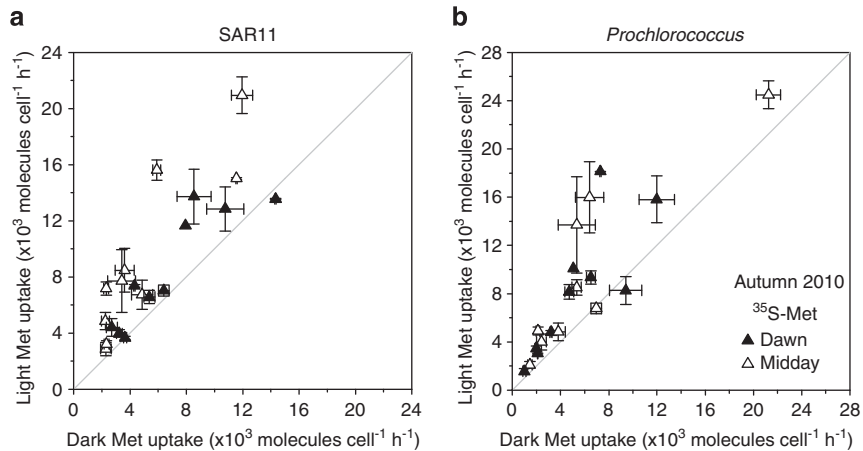 a
SAR11
24
20
16
12
8
4
0
0 4 8 12 16 20 24
Light Met uptake (x10³ molecules cell⁻¹ h⁻¹)
Dark Met uptake (x10³ molecules cell⁻¹ h⁻¹)
b
Prochlorococcus
28
24
20
16
12
8
4
0
0 4 8 12 16 20 24 28
Light Met uptake (x10³ molecules cell⁻¹ h⁻¹)
Dark Met uptake (x10³ molecules cell⁻¹ h⁻¹)
Autumn 2010
³⁵S-Met
Dawn
Midday